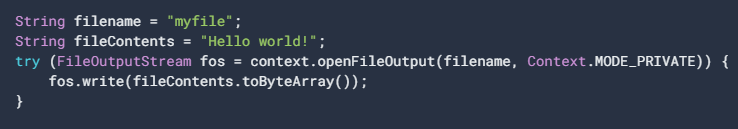 String filename = "myfile";
String fileContents = "Hello world!";
try (FileOutputStream fos = context.openFileOutput(filename, Context.MODE_PRIVATE)) {
    fos.write(fileContents.toByteArray());
}